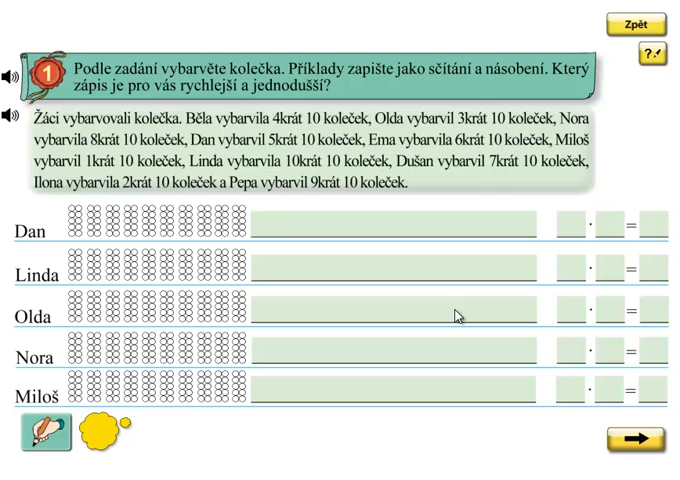 Zpět
?
1
Podle zadání vybarvěte kolečka. Příklady zapište jako sčítání a násobení. Který
zápis je pro vás rychlejší a jednodušší?
Žáci vybarvovali kolečka. Běla vybarvila 4krát 10 koleček, Olda vybarvil 3krát 10 koleček, Nora
vybarvila 8krát 10 koleček, Dan vybarvil 5krát 10 koleček, Ema vybarvila 6krát 10 koleček, Miloš
vybarvil 1krát 10 koleček, Linda vybarvila 10krát 10 koleček, Dušan vybarvil 7krát 10 koleček,
Ilona vybarvila 2krát 10 koleček a Pepa vybarvil 9krát 10 koleček.
Dan · =
Linda · =
Olda · =
Nora · =
Miloš · =